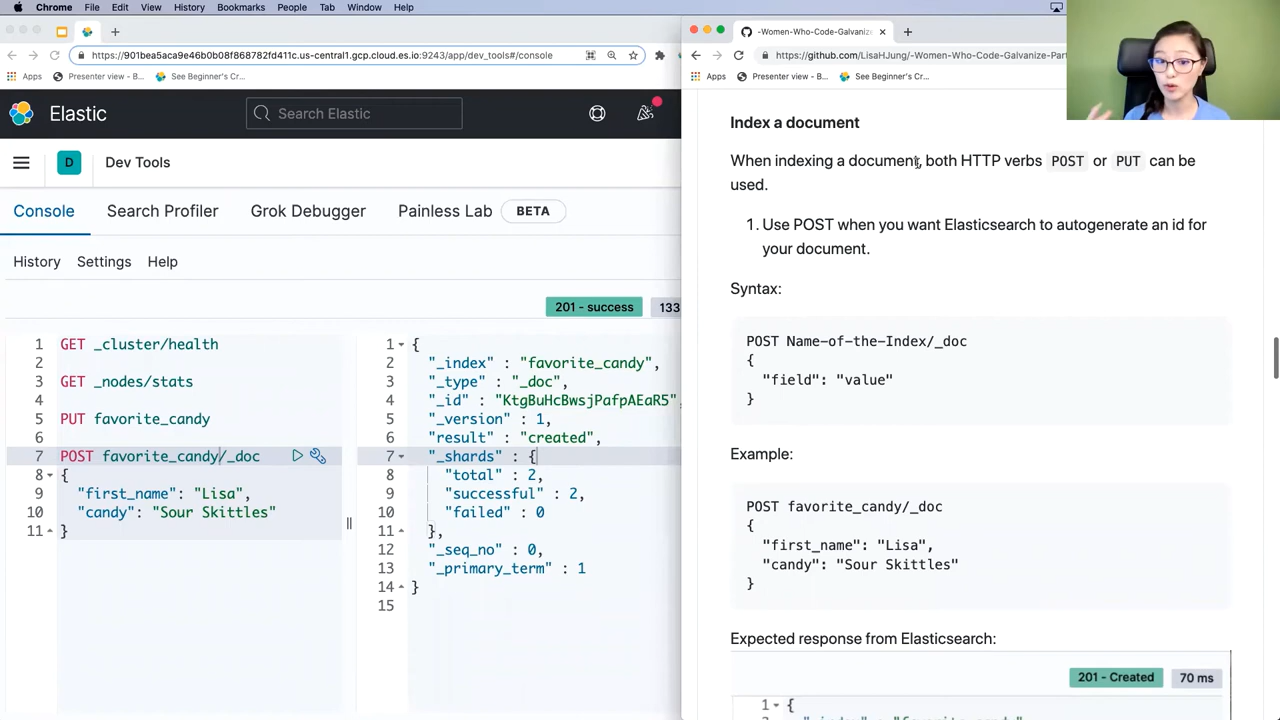 Chrome File Edit View History Bookmarks People Tab Window Help
https://901bea5aca9e46b0b08f868782fd411c.us-central1.gcp.cloud.es.io:9243/app/dev_tools#/console
Apps Presenter view - B... See Beginner's Cr...
Elastic
Search Elastic
D Dev Tools
Console Search Profiler Grok Debugger Painless Lab BETA
History Settings Help
201 - success 133
1 GET _cluster/health
2
3 GET _nodes/stats
4
5 PUT favorite_candy
6
7 POST favorite_candy/_doc
8 {
9 "first_name": "Lisa",
10 "candy": "Sour Skittles"
11 }
1 {
2 "_index" : "favorite_candy",
3 "_type" : "_doc",
4 "_id" : "KtgBuHcBwsjPafpAEaR5",
5 "_version" : 1,
6 "result" : "created",
7 "_shards" : {
8 "total" : 2,
9 "successful" : 2,
10 "failed" : 0
11 },
12 "_seq_no" : 0,
13 "_primary_term" : 1
14 }
15
-Women-Who-Code-Galvanize
https://github.com/LisaHJung/-Women-Who-Code-Galvanize-Par
Apps Presenter view - B... See Beginner's Cr...
Index a document
When indexing a document, both HTTP verbs POST or PUT can be
used.
1. Use POST when you want Elasticsearch to autogenerate an id for
your document.
Syntax:
POST Name-of-the-Index/_doc
{
"field": "value"
}
Example:
POST favorite_candy/_doc
{
"first_name": "Lisa",
"candy": "Sour Skittles"
}
Expected response from Elasticsearch:
201 - Created 70 ms
1 {